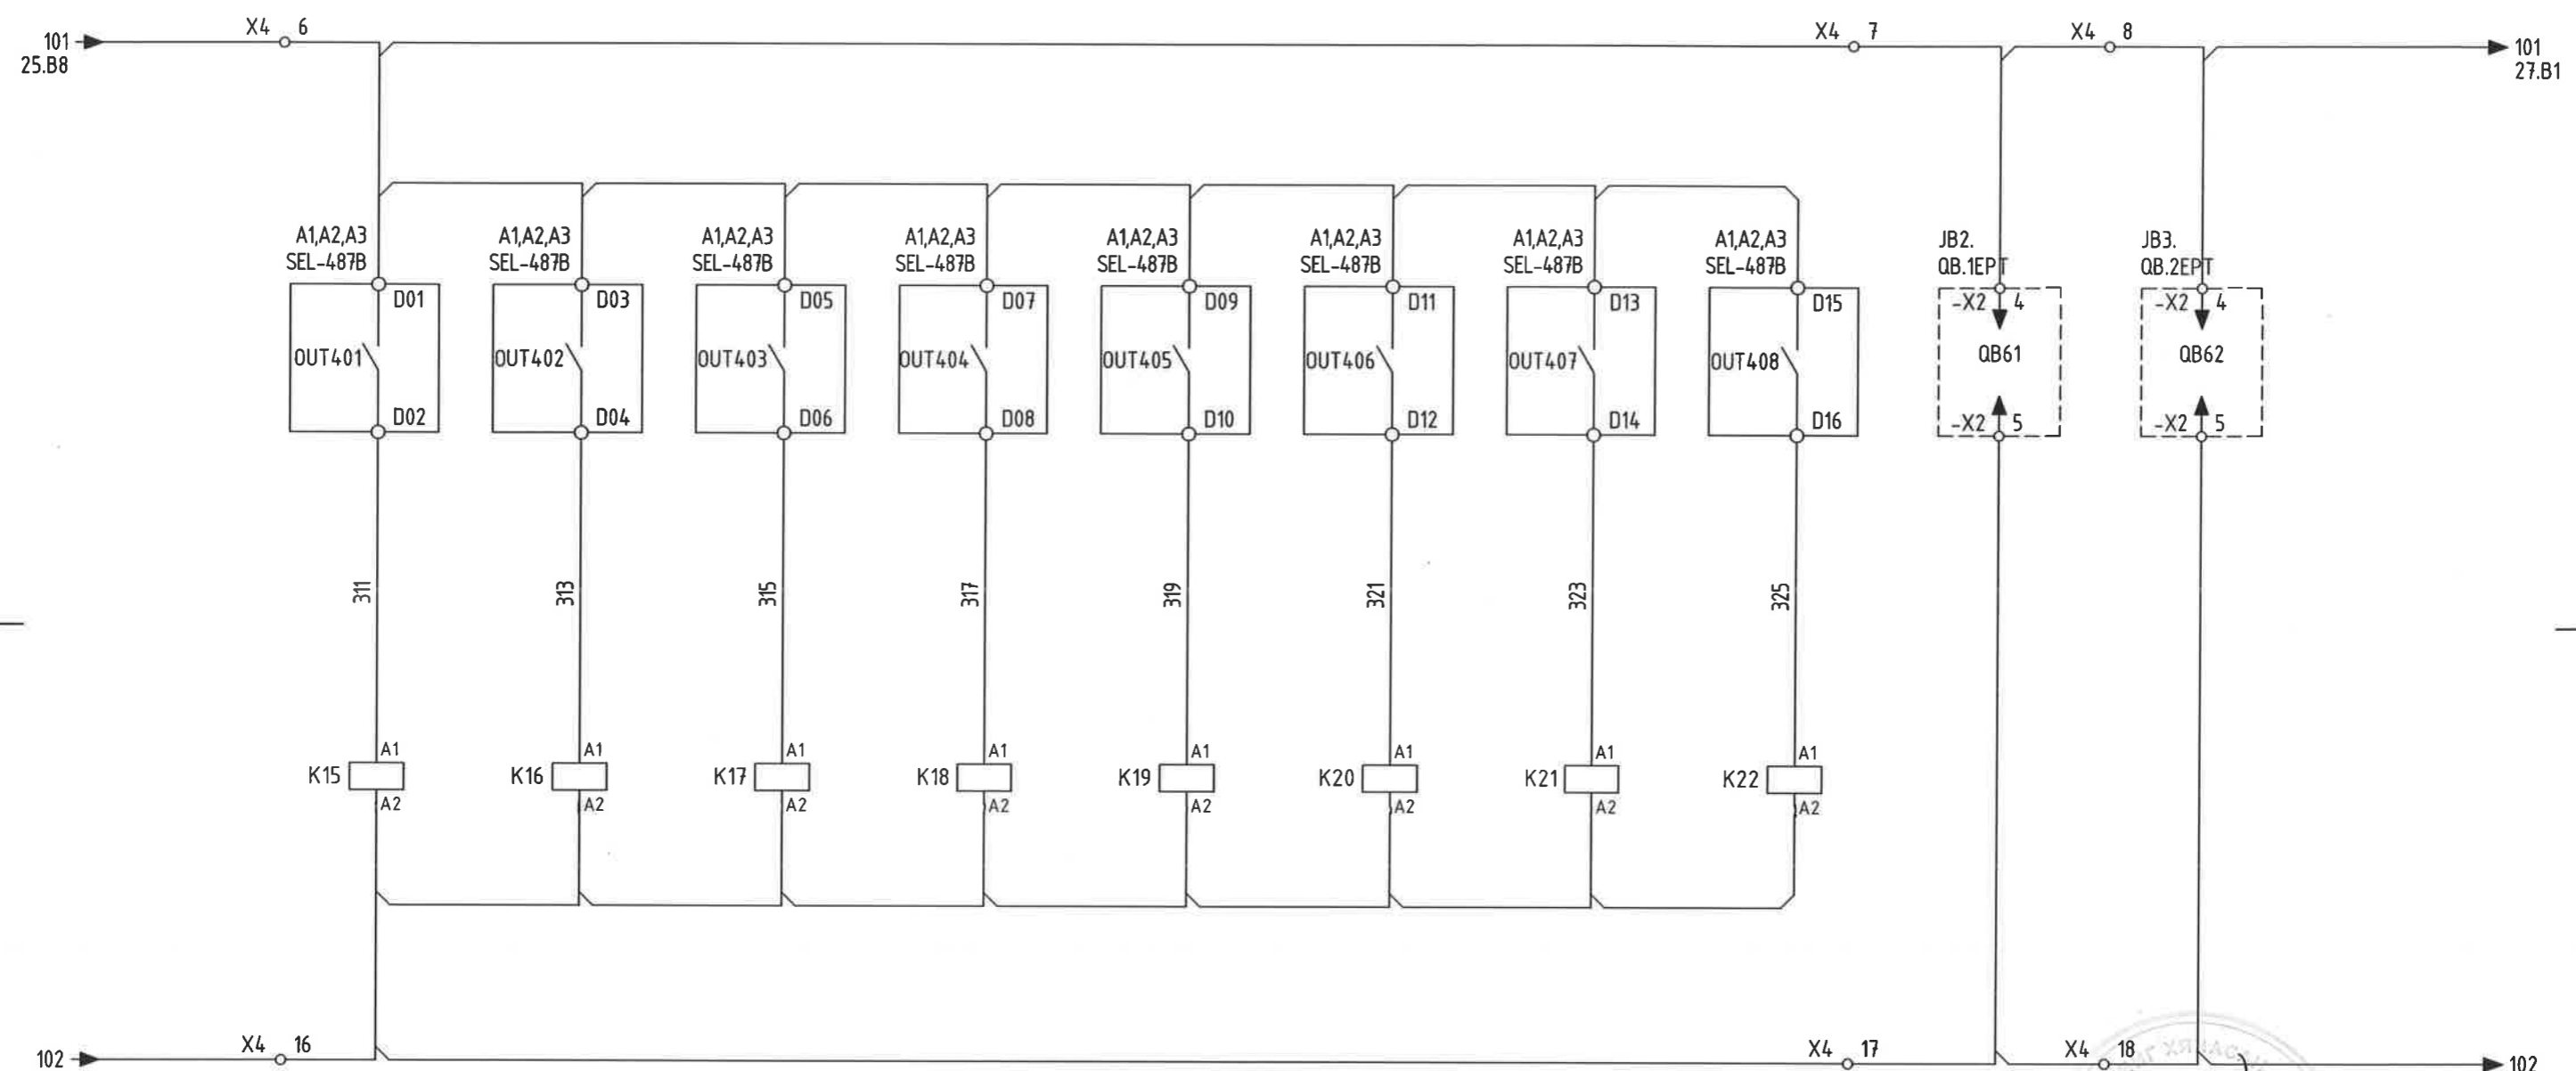 X4 6
101
25.B8
X4 7
X4 8
101
27.B1
A1,A2,A3
SEL-487B
D01
OUT401
D02
A1,A2,A3
SEL-487B
D03
OUT402
D04
A1,A2,A3
SEL-487B
D05
OUT403
D06
A1,A2,A3
SEL-487B
D07
OUT404
D08
A1,A2,A3
SEL-487B
D09
OUT405
D10
A1,A2,A3
SEL-487B
D11
OUT406
D12
A1,A2,A3
SEL-487B
D13
OUT407
D14
A1,A2,A3
SEL-487B
D15
OUT408
D16
JB2.
QB.1EPT
-X2 4
QB61
-X2 5
JB3.
QB.2EPT
-X2 4
QB62
-X2 5
311
313
315
317
319
321
323
325
A1
K15
A2
A1
K16
A2
A1
K17
A2
A1
K18
A2
A1
K19
A2
A1
K20
A2
A1
K21
A2
A1
K22
A2
102
X4 16
X4 17
X4 18
102